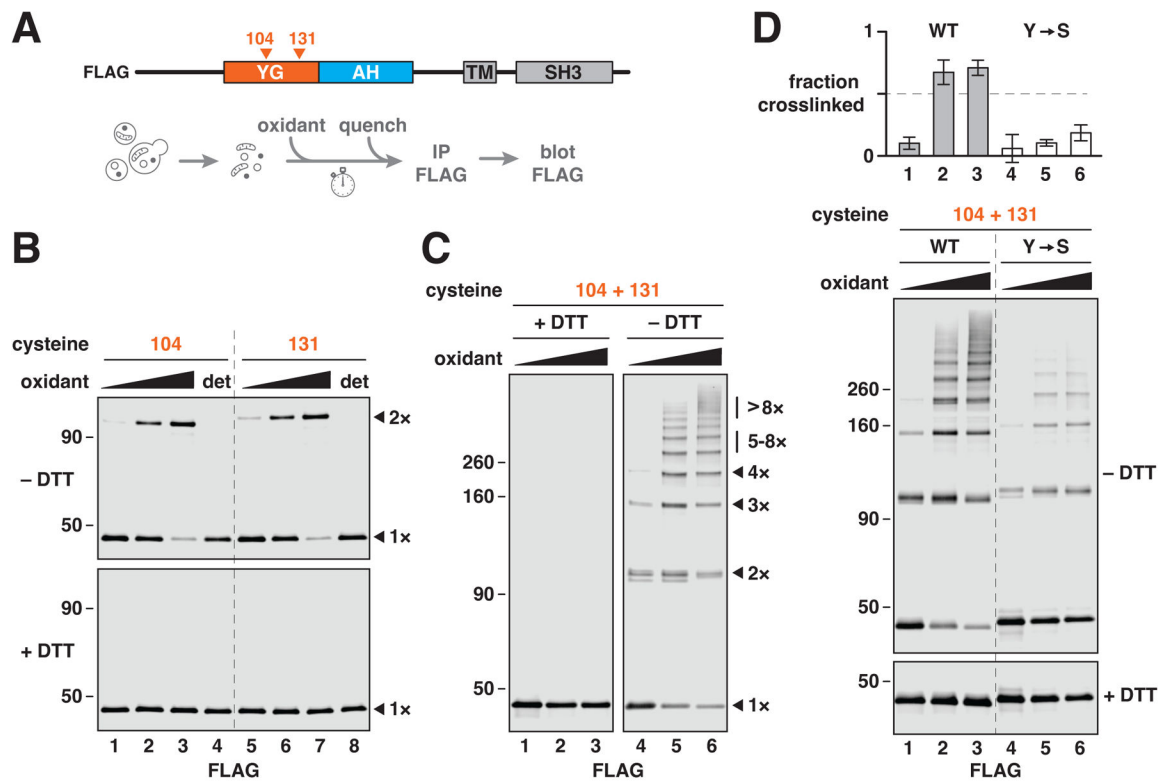 A
104 131
FLAG YG AH TM SH3
oxidant quench
IP FLAG
blot FLAG
B
cysteine 104 131
oxidant det det
90 –
– DTT
50 –
◄ 2×
◄ 1×
90 –
+ DTT
50 –
◄ 1×
1 2 3 4 5 6 7 8
FLAG
C
cysteine 104 + 131
+ DTT – DTT
oxidant
260 –
160 –
90 –
50 –
>8×
5-8×
◄ 4×
◄ 3×
◄ 2×
◄ 1×
1 2 3 4 5 6
FLAG
D
WT Y→S
1
fraction
crosslinked
0
1 2 3 4 5 6
cysteine 104 + 131
WT Y→S
oxidant
260 –
160 –
– DTT
90 –
50 –
50 –
+ DTT
1 2 3 4 5 6
FLAG